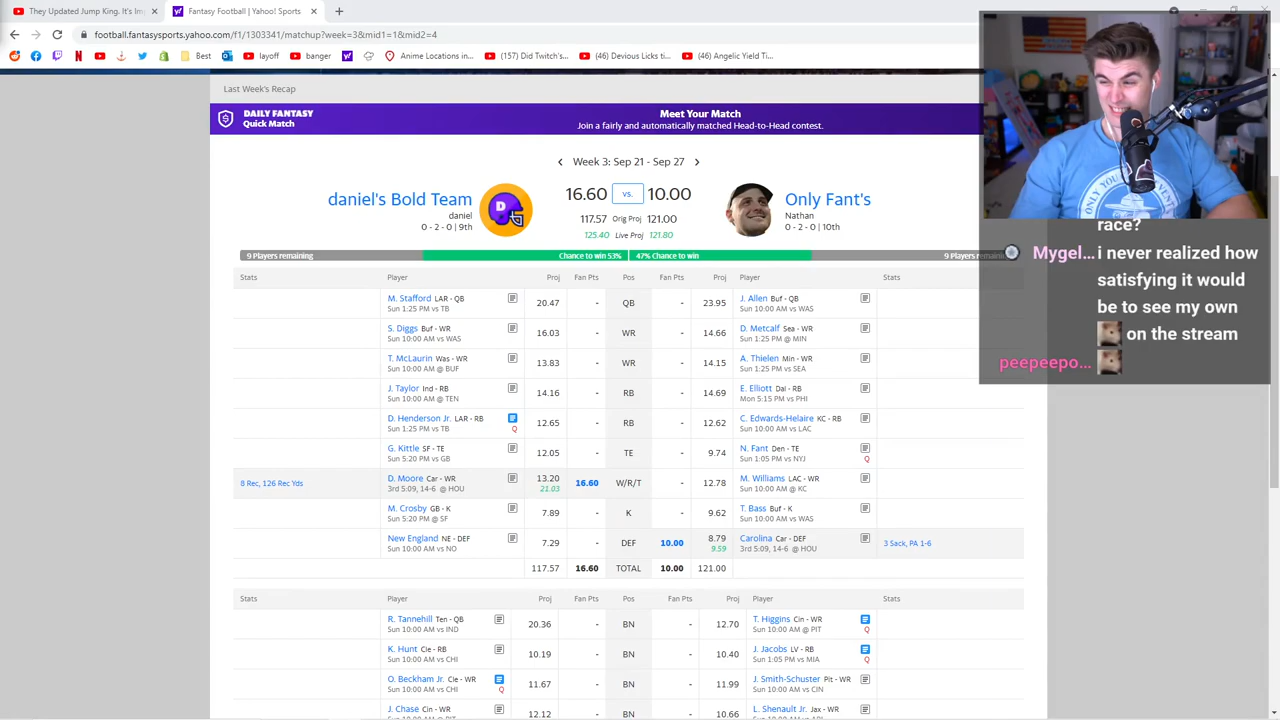 They Updated Jump King. It's Im
Fantasy Football | Yahoo! Sports
football.fantasysports.yahoo.com/f1/1303341/matchup?week=3&mid1=1&mid2=4
Best
layoff
banger
Anime Locations in...
(157) Did Twitch's...
(46) Devious Licks ti...
(46) Angelic Yield Ti...
Last Week's Recap
DAILY FANTASY
Quick Match
Meet Your Match
Join a fairly and automatically matched Head-to-Head contest.
Week 3: Sep 21 - Sep 27
daniel's Bold Team
daniel
0 - 2 - 0 | 9th
D
16.60 vs. 10.00
117.57 Orig Proj 121.00
125.40 Live Proj 121.80
Only Fant's
Nathan
0 - 2 - 0 | 10th
9 Players remaining Chance to win 53% 47% Chance to win 9 Players remaining
Stats Player Proj Fan Pts Pos Fan Pts Proj Player Stats
M. Stafford LAR - QB 20.47 - QB - 23.95 J. Allen Buf - QB
Sun 1:25 PM vs TB Sun 10:00 AM vs WAS
S. Diggs Buf - WR 16.03 - WR - 14.66 D. Metcalf Sea - WR
Sun 10:00 AM vs WAS Sun 1:25 PM @ MIN
T. McLaurin Was - WR 13.83 - WR - 14.15 A. Thielen Min - WR
Sun 10:00 AM @ BUF Sun 1:25 PM vs SEA
J. Taylor Ind - RB 14.16 - RB - 14.69 E. Elliott Dal - RB
Sun 10:00 AM @ TEN Mon 5:15 PM vs PHI
D. Henderson Jr. LAR - RB 12.65 - RB - 12.62 C. Edwards-Helaire KC - RB
Sun 1:25 PM vs TB Q Sun 10:00 AM vs LAC
G. Kittle SF - TE 12.05 - TE - 9.74 N. Fant Den - TE
Sun 5:20 PM vs GB Sun 1:05 PM vs NYJ Q
8 Rec, 126 Rec Yds D. Moore Car - WR 13.20 16.60 W/R/T - 12.78 M. Williams LAC - WR
3rd 5:09, 14-6 @ HOU 21.03 Sun 10:00 AM @ KC
M. Crosby GB - K 7.89 - K - 9.62 T. Bass Buf - K
Sun 5:20 PM @ SF Sun 10:00 AM vs WAS
New England NE - DEF 7.29 - DEF 10.00 8.79 Carolina Car - DEF 3 Sack, PA 1-6
Sun 10:00 AM vs NO 9.59 3rd 5:09, 14-6 @ HOU
117.57 16.60 TOTAL 10.00 121.00
Stats Player Proj Fan Pts Pos Fan Pts Proj Player Stats
R. Tannehill Ten - QB 20.36 - BN - 12.70 T. Higgins Cin - WR
Sun 10:00 AM vs IND Sun 10:00 AM @ PIT Q
K. Hunt Cle - RB 10.19 - BN - 10.40 J. Jacobs LV - RB
Sun 10:00 AM vs CHI Sun 1:05 PM vs MIA Q
O. Beckham Jr. Cle - WR 11.67 - BN - 11.99 J. Smith-Schuster Pit - WR
Sun 10:00 AM vs CHI Q Sun 10:00 AM vs CIN
J. Chase Cin - WR 12.12 - BN - 10.66 L. Shenault Jr. Jax - WR
race?
Mygel... i never realized how
satisfying it would
be to see my own
on the stream
peepeepo...